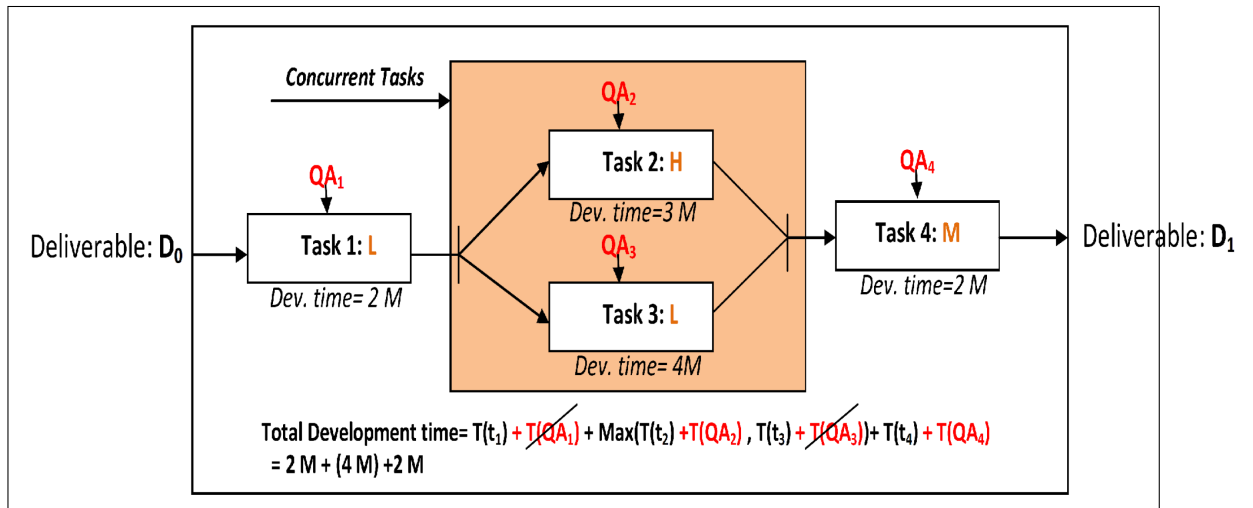 Concurrent Tasks
QA₂
Task 2: H
Dev. time=3 M
QA₁
Task 1: L
Dev. time= 2 M
Deliverable: D₀
QA₃
Task 3: L
Dev. time= 4M
QA₄
Task 4: M
Dev. time=2 M
Deliverable: D₁
Total Development time= T(t₁) + T(QA₁) + Max(T(t₂) +T(QA₂) , T(t₃) + T(QA₃))+ T(t₄) + T(QA₄)
= 2 M + (4 M) +2 M